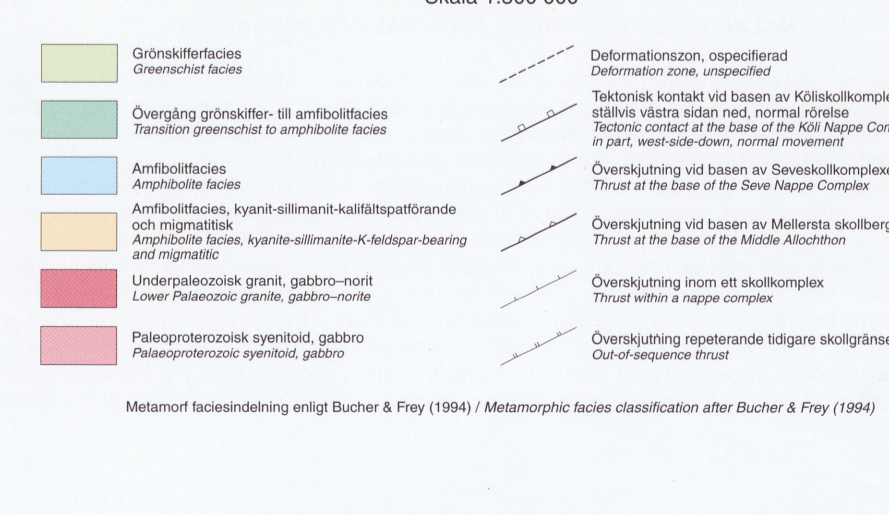 Skala 1:500 000
Grönskifferfacies
Greenschist facies
Övergång grönskiffer- till amfibolitfacies
Transition greenschist to amphibolite facies
Amfibolitfacies
Amphibolite facies
Amfibolitfacies, kyanit-sillimanit-kalifältspatförande
och migmatitisk
Amphibolite facies, kyanite-sillimanite-K-feldspar-bearing
and migmatitic
Underpaleozoisk granit, gabbro–norit
Lower Palaeozoic granite, gabbro–norite
Paleoproterozoisk syenitoid, gabbro
Palaeoproterozoic syenitoid, gabbro
Deformationszon, ospecifierad
Deformation zone, unspecified
Tektonisk kontakt vid basen av Köliskollkomple
ställvis västra sidan ned, normal rörelse
Tectonic contact at the base of the Köli Nappe Con
in part, west-side-down, normal movement
Överskjutning vid basen av Seveskollkomplexe
Thrust at the base of the Seve Nappe Complex
Överskjutning vid basen av Mellersta skollberg
Thrust at the base of the Middle Allochthon
Överskjutning inom ett skollkomplex
Thrust within a nappe complex
Överskjutning repeterande tidigare skollgränse
Out-of-sequence thrust
Metamorf faciesindelning enligt Bucher & Frey (1994) / Metamorphic facies classification after Bucher & Frey (1994)